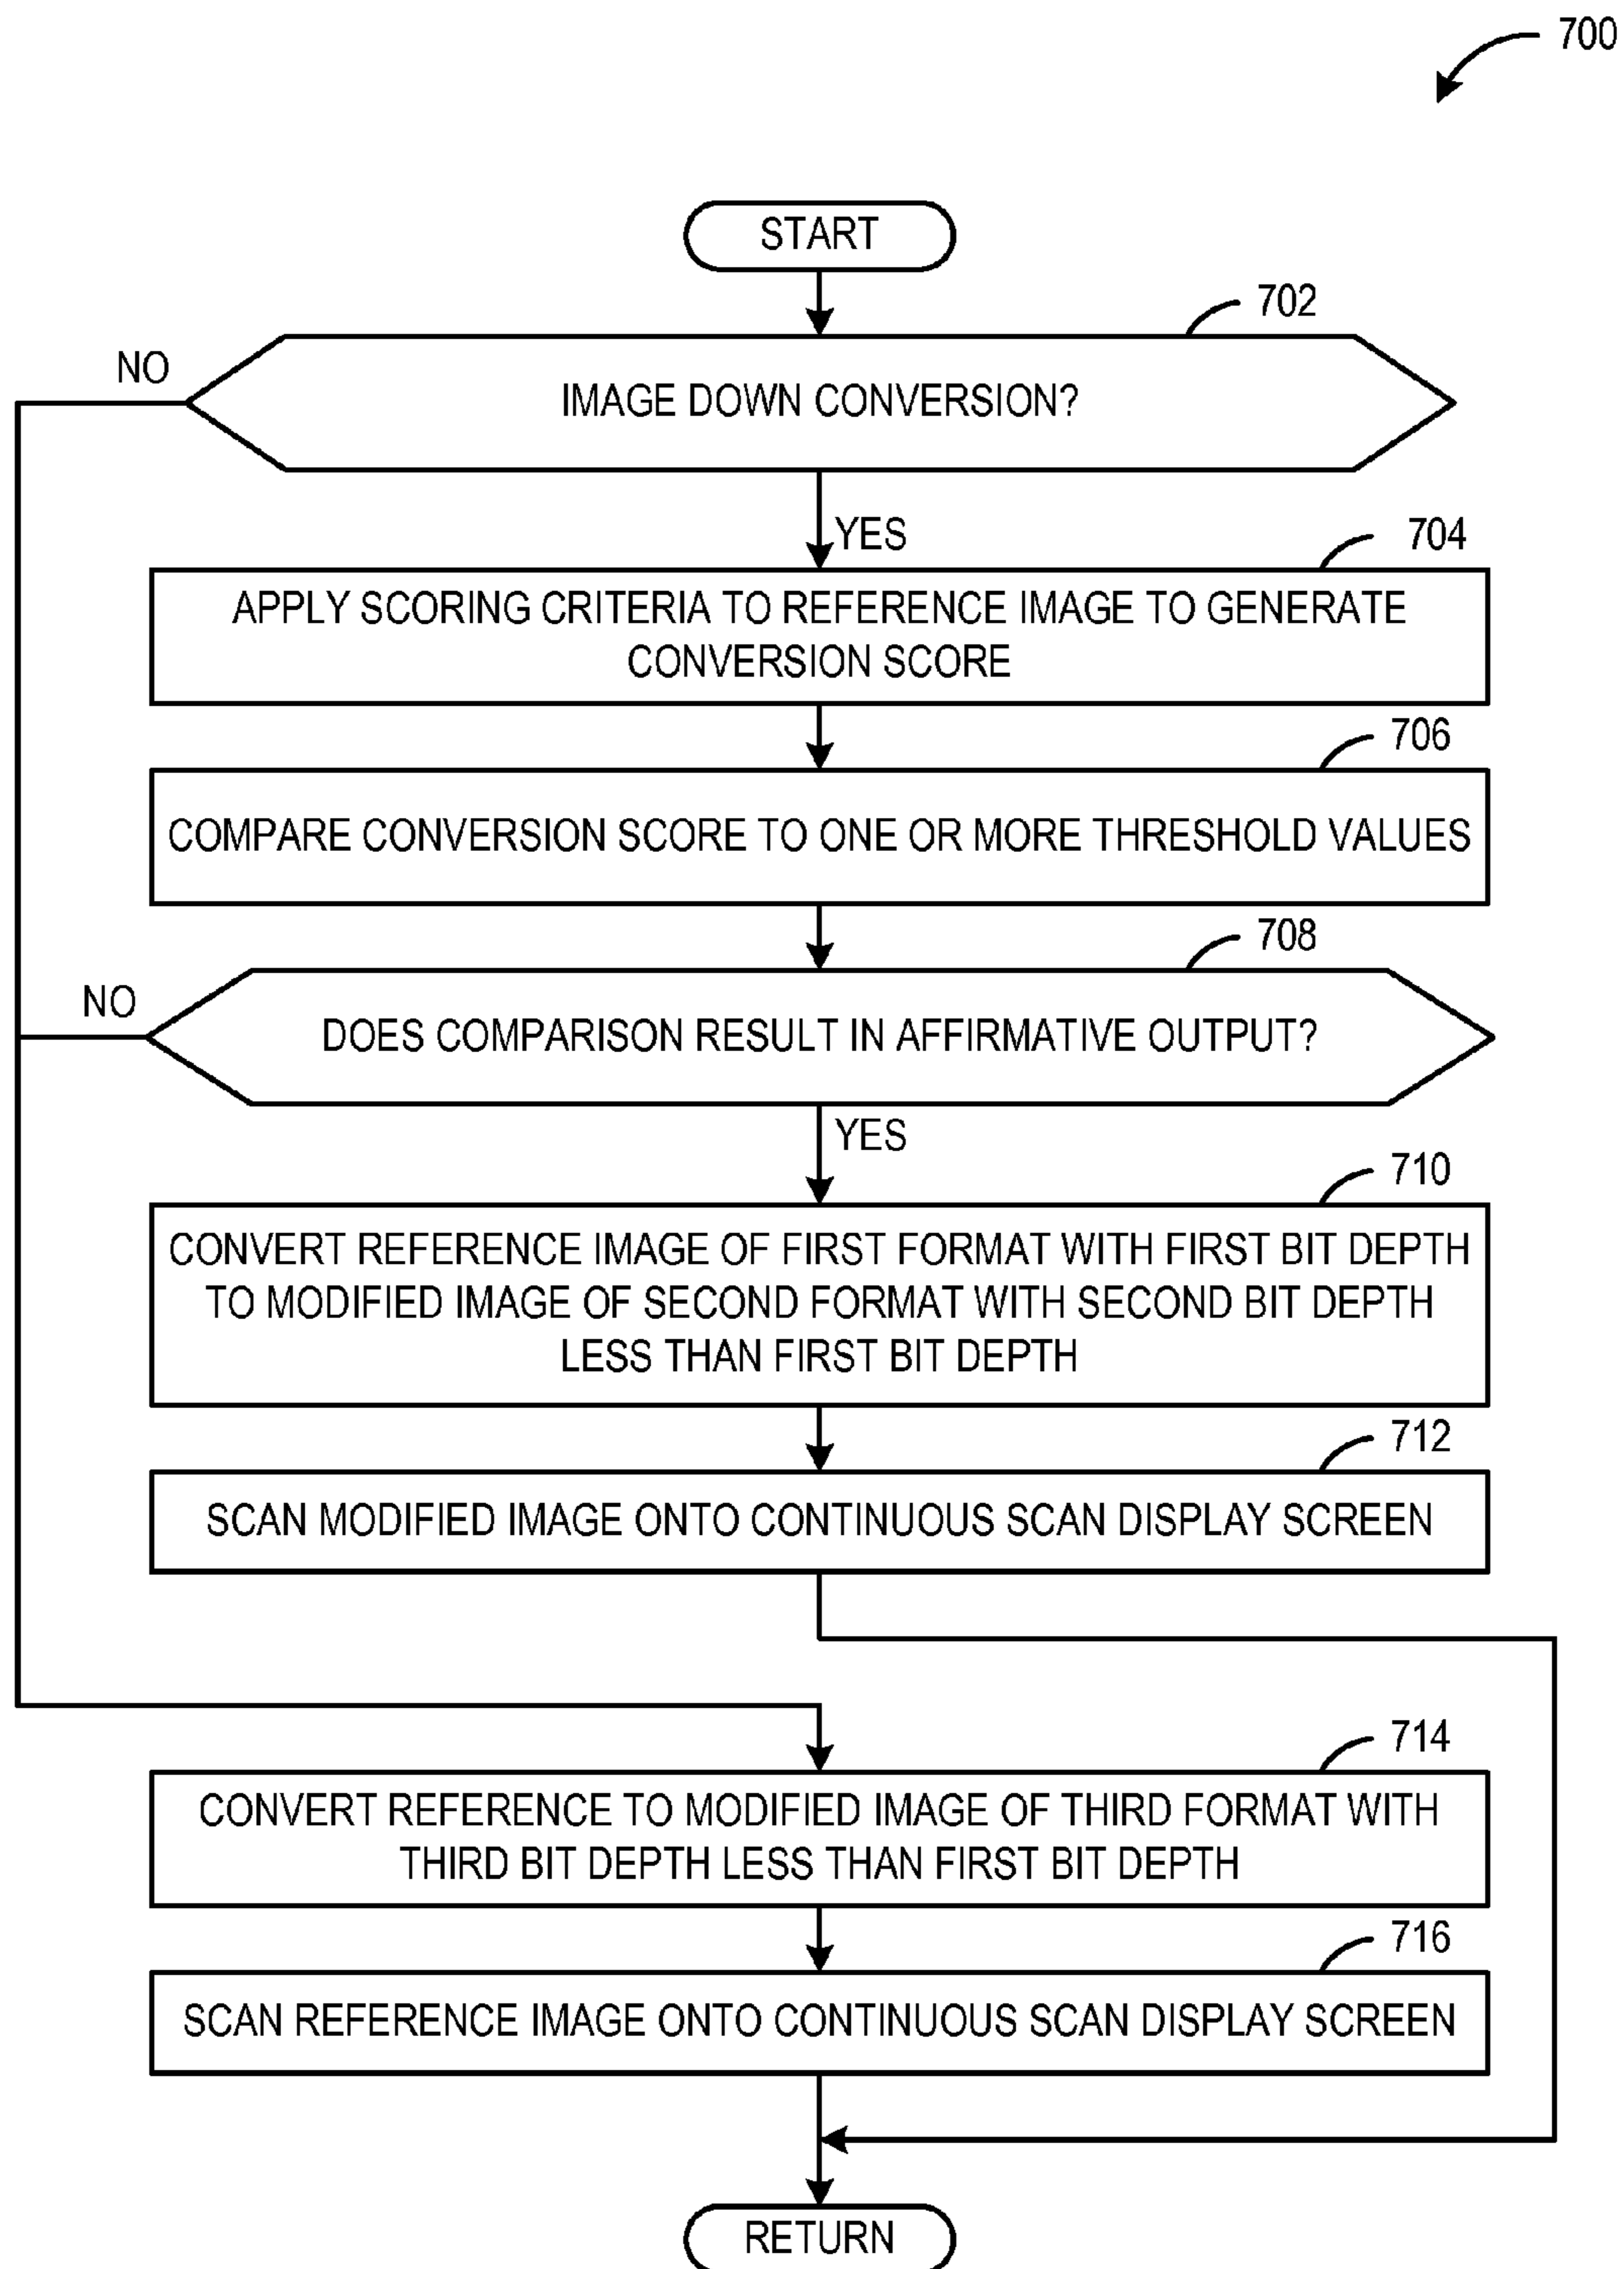 700
START
702
NO
IMAGE DOWN CONVERSION?
YES
704
APPLY SCORING CRITERIA TO REFERENCE IMAGE TO GENERATE
CONVERSION SCORE
706
COMPARE CONVERSION SCORE TO ONE OR MORE THRESHOLD VALUES
708
NO
DOES COMPARISON RESULT IN AFFIRMATIVE OUTPUT?
YES
710
CONVERT REFERENCE IMAGE OF FIRST FORMAT WITH FIRST BIT DEPTH
TO MODIFIED IMAGE OF SECOND FORMAT WITH SECOND BIT DEPTH
LESS THAN FIRST BIT DEPTH
712
SCAN MODIFIED IMAGE ONTO CONTINUOUS SCAN DISPLAY SCREEN
714
CONVERT REFERENCE TO MODIFIED IMAGE OF THIRD FORMAT WITH
THIRD BIT DEPTH LESS THAN FIRST BIT DEPTH
716
SCAN REFERENCE IMAGE ONTO CONTINUOUS SCAN DISPLAY SCREEN
RETURN